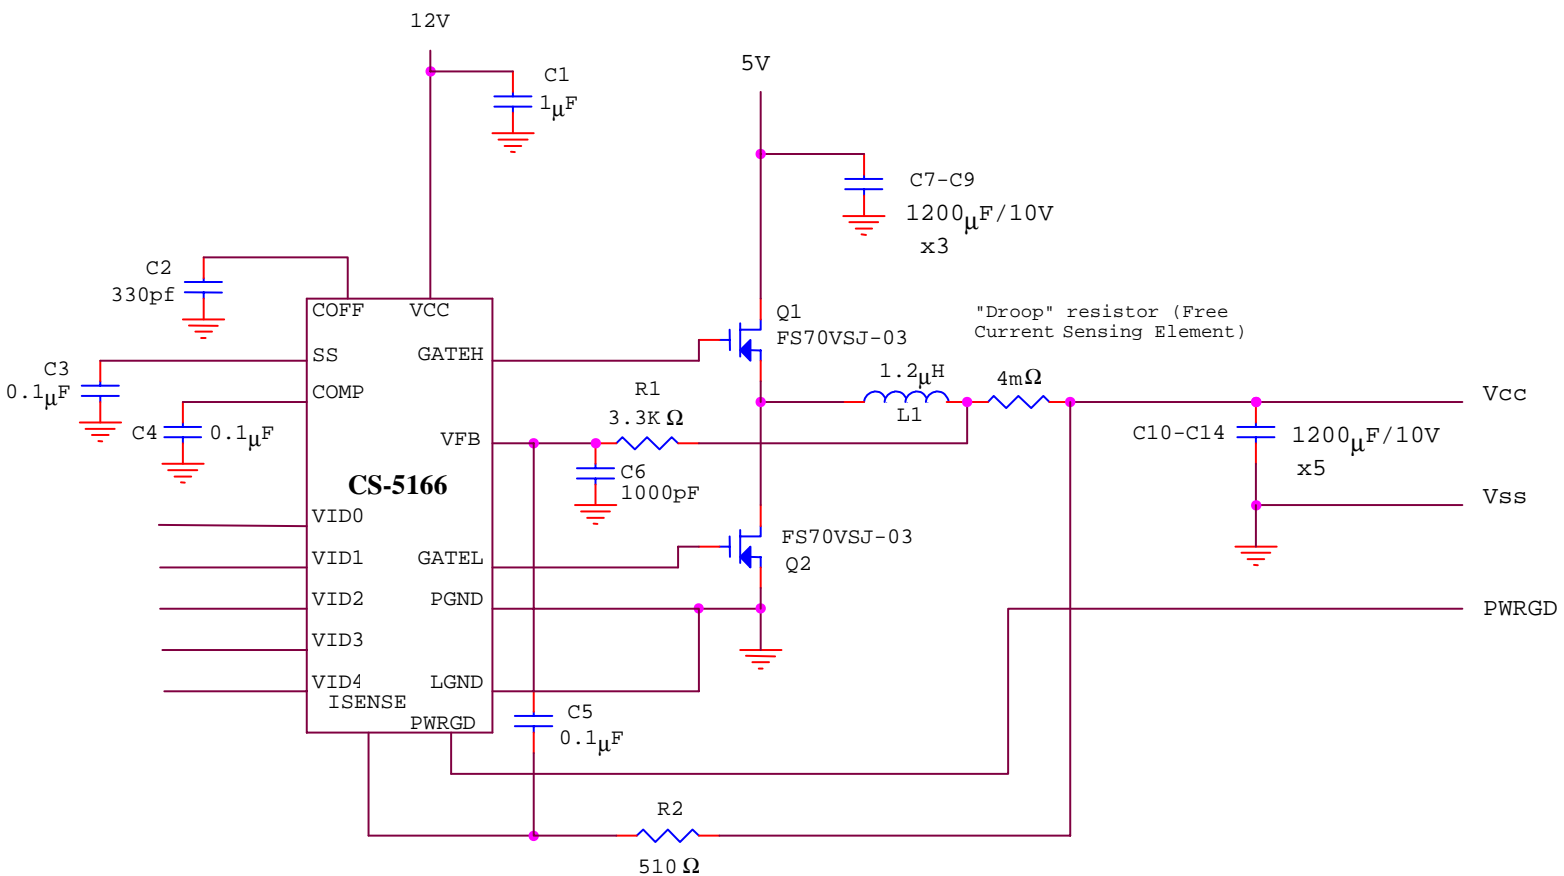 12V
C1
1μF
5V
C7-C9
1200μF/10V
x3
C2
330pf
COFF
VCC
Q1
FS70VSJ-03
"Droop" resistor (Free
Current Sensing Element)
SS
GATEH
C3
0.1μF
COMP
R1
3.3K Ω
1.2μH
L1
4mΩ
Vcc
C4
0.1μF
VFB
C10-C14
1200μF/10V
x5
C6
1000pF
CS-5166
Vss
VID0
FS70VSJ-03
Q2
VID1
GATEL
VID2
PGND
PWRGD
VID3
VID4
LGND
ISENSE
PWRGD
C5
0.1μF
R2
510 Ω